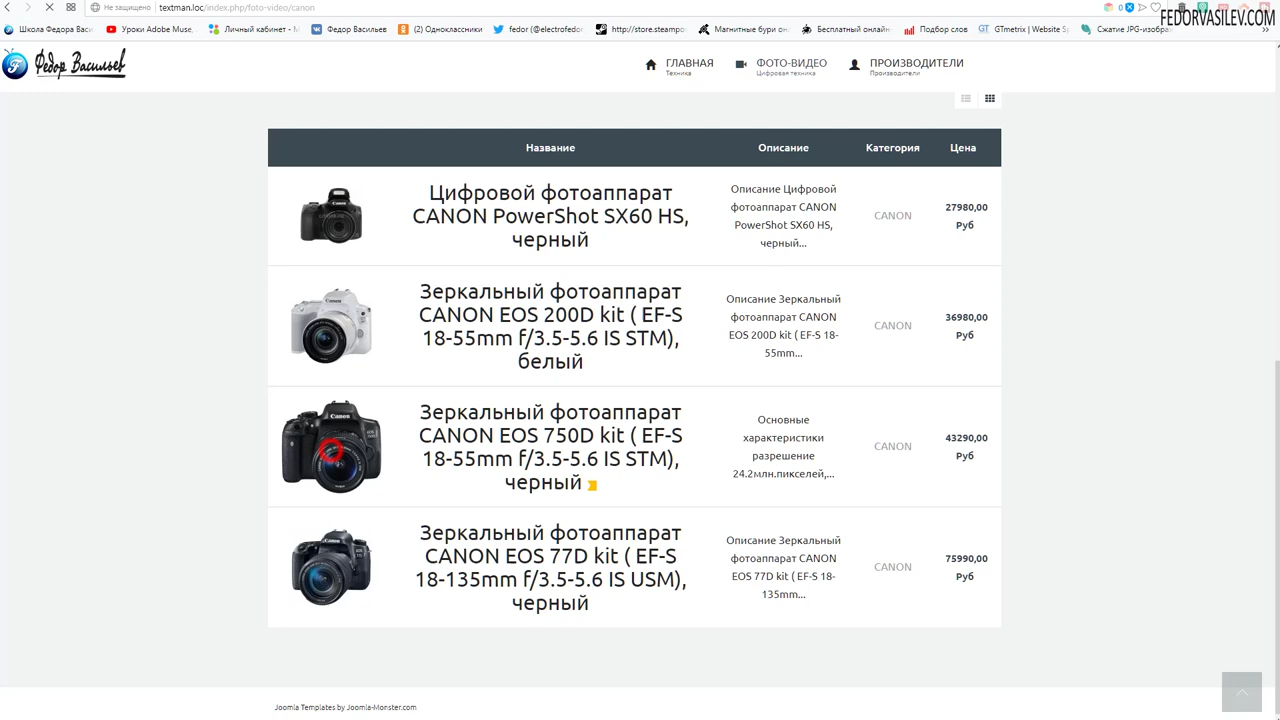 Не защищено textman.loc/index.php/foto-video/canon
0
FEDORVASILEV.COM
Школа Федора Васи Уроки Adobe Muse, Личный кабинет - М Федор Васильев (2) Одноклассники fedor (@electrofedor http://store.steampo Магнитные бури он Бесплатный онлайн Подбор слов GTmetrix | Website Sp Сжатие JPG-изобра
Федор Васильев
ГЛАВНАЯ ФОТО-ВИДЕО ПРОИЗВОДИТЕЛИ
Техника Цифровая техника Производители
Название Описание Категория Цена
Цифровой фотоаппарат
CANON PowerShot SX60 HS,
черный
Описание Цифровой
фотоаппарат CANON
PowerShot SX60 HS,
черный...
CANON
27980,00
Руб
Зеркальный фотоаппарат
CANON EOS 200D kit ( EF-S
18-55mm f/3.5-5.6 IS STM),
белый
Описание Зеркальный
фотоаппарат CANON
EOS 200D kit ( EF-S 18-
55mm...
CANON
36980,00
Руб
Зеркальный фотоаппарат
CANON EOS 750D kit ( EF-S
18-55mm f/3.5-5.6 IS STM),
черный
Основные
характеристики
разрешение
24.2млн.пикселей,...
CANON
43290,00
Руб
Зеркальный фотоаппарат
CANON EOS 77D kit ( EF-S
18-135mm f/3.5-5.6 IS USM),
черный
Описание Зеркальный
фотоаппарат CANON
EOS 77D kit ( EF-S 18-
135mm...
CANON
75990,00
Руб
Joomla Templates by Joomla-Monster.com